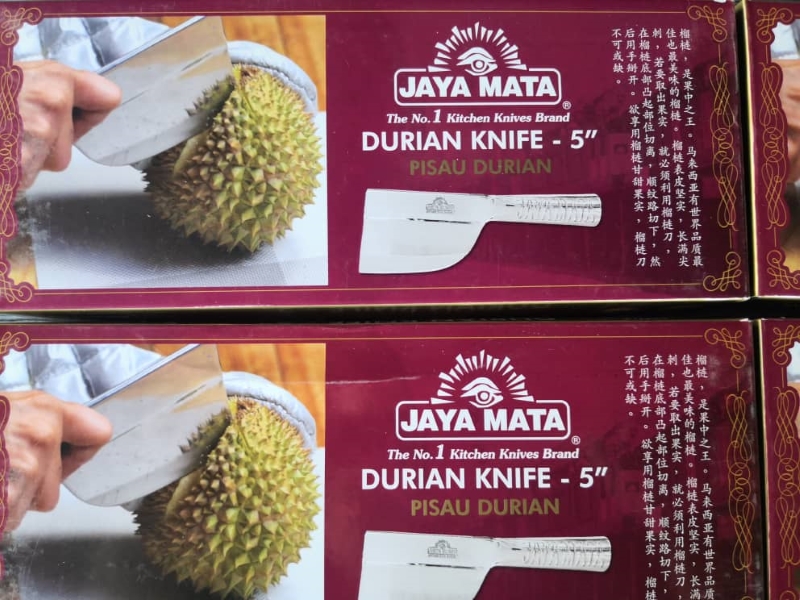 JAYA MATA®
The No.1 Kitchen Knives Brand
DURIAN KNIFE - 5"
PISAU DURIAN
榴梿，是果中之王。马来西亚有世界品质最
佳也最美味的榴梿。榴梿表皮坚实，长满尖
刺，若要取出果实，就必须利用榴梿刀，
在榴梿底部凸起部位切离，顺纹路切下，然
后用手掰开。欲享用榴梿甘甜果实，榴梿刀
不可或缺。
JAYA MATA®
The No.1 Kitchen Knives Brand
DURIAN KNIFE - 5"
PISAU DURIAN
榴梿，是果中之王。马来西亚有世界品质
佳也最美味的榴梿。榴梿表皮坚实，长满
刺，若要取出果实，就必须利用榴梿刀，
在榴梿底部凸起部位切离，顺纹路切下，
后用手掰开。欲享用榴梿甘甜果实，榴梿
不可或缺。